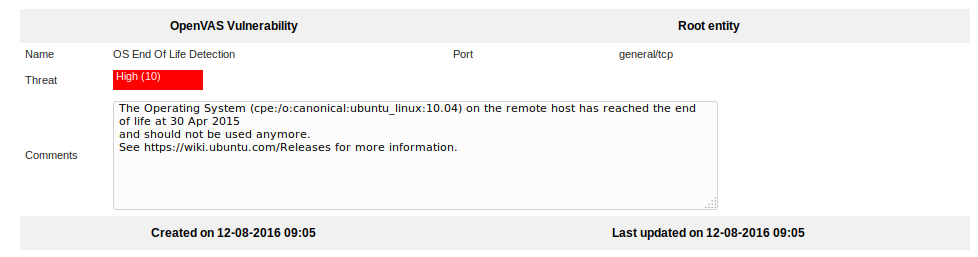 OpenVAS Vulnerability Root entity
Name OS End Of Life Detection Port general/tcp
Threat High (10)
The Operating System (cpe:/o:canonical:ubuntu_linux:10.04) on the remote host has reached the end
of life at 30 Apr 2015
and should not be used anymore.
See https://wiki.ubuntu.com/Releases for more information.
Comments
Created on 12-08-2016 09:05 Last updated on 12-08-2016 09:05